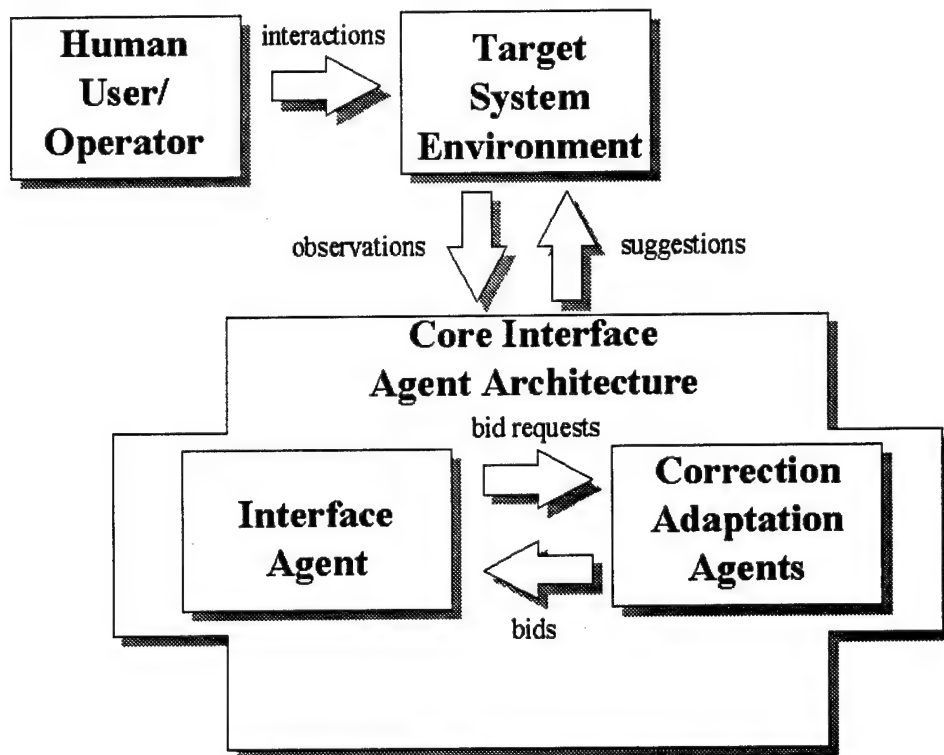 Human
User/
Operator
interactions
Target
System
Environment
observations
suggestions
Core Interface
Agent Architecture
bid requests
Interface
Agent
Correction
Adaptation
Agents
bids